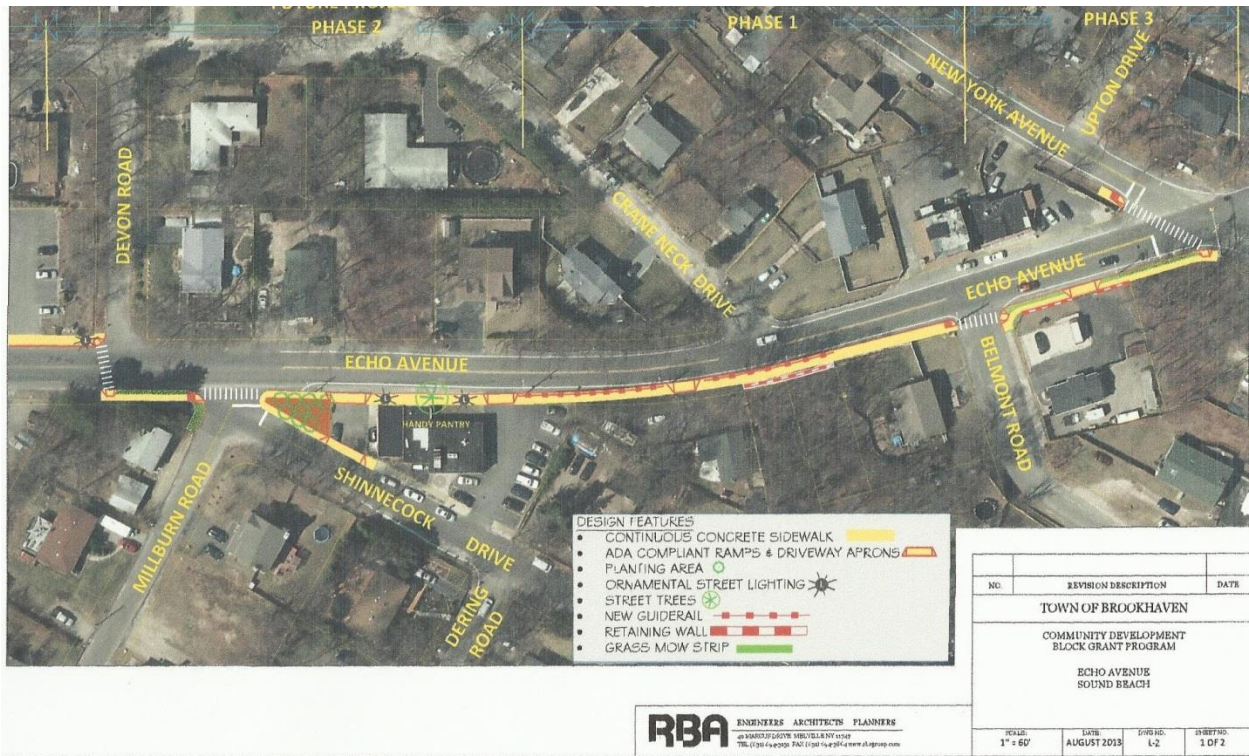 PHASE 2
PHASE 1
PHASE 3
DEVON ROAD
CRANE NECK DRIVE
NEW YORK AVENUE
UPTON DRIVE
ECHO AVENUE
ECHO AVENUE
BELMONT ROAD
HANDY PANTRY
MILLBURN ROAD
SHINNECOCK
DRIVE
DERING
ROAD
DESIGN FEATURES
• CONTINUOUS CONCRETE SIDEWALK
• ADA COMPLIANT RAMPS & DRIVEWAY APRONS
• PLANTING AREA
• ORNAMENTAL STREET LIGHTING
• STREET TREES
• NEW GUIDERAIL
• RETAINING WALL
• GRASS MOW STRIP
NO. REVISION DESCRIPTION DATE
TOWN OF BROOKHAVEN
COMMUNITY DEVELOPMENT
BLOCK GRANT PROGRAM
ECHO AVENUE
SOUND BEACH
SCALE: DATE: DWG NO. SHEET NO.
1" = 60' AUGUST 2013 L-2 1 OF 2
RBA ENGINEERS ARCHITECTS PLANNERS